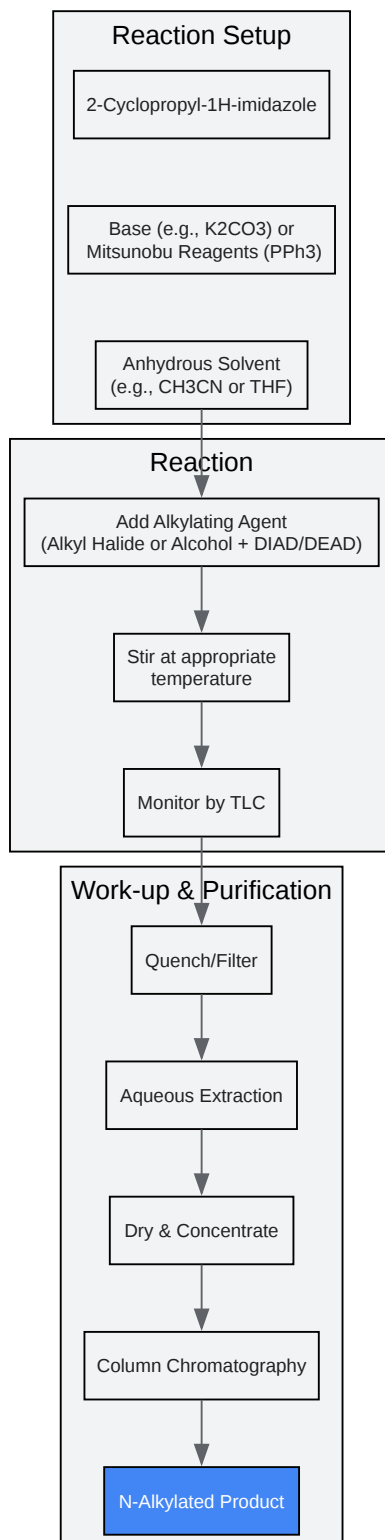 Reaction Setup
2-Cyclopropyl-1H-imidazole
Base (e.g., K2CO3) or
Mitsunobu Reagents (PPh3)
Anhydrous Solvent
(e.g., CH3CN or THF)
Reaction
Add Alkylating Agent
(Alkyl Halide or Alcohol + DIAD/DEAD)
Stir at appropriate
temperature
Monitor by TLC
Work-up & Purification
Quench/Filter
Aqueous Extraction
Dry & Concentrate
Column Chromatography
N-Alkylated Product